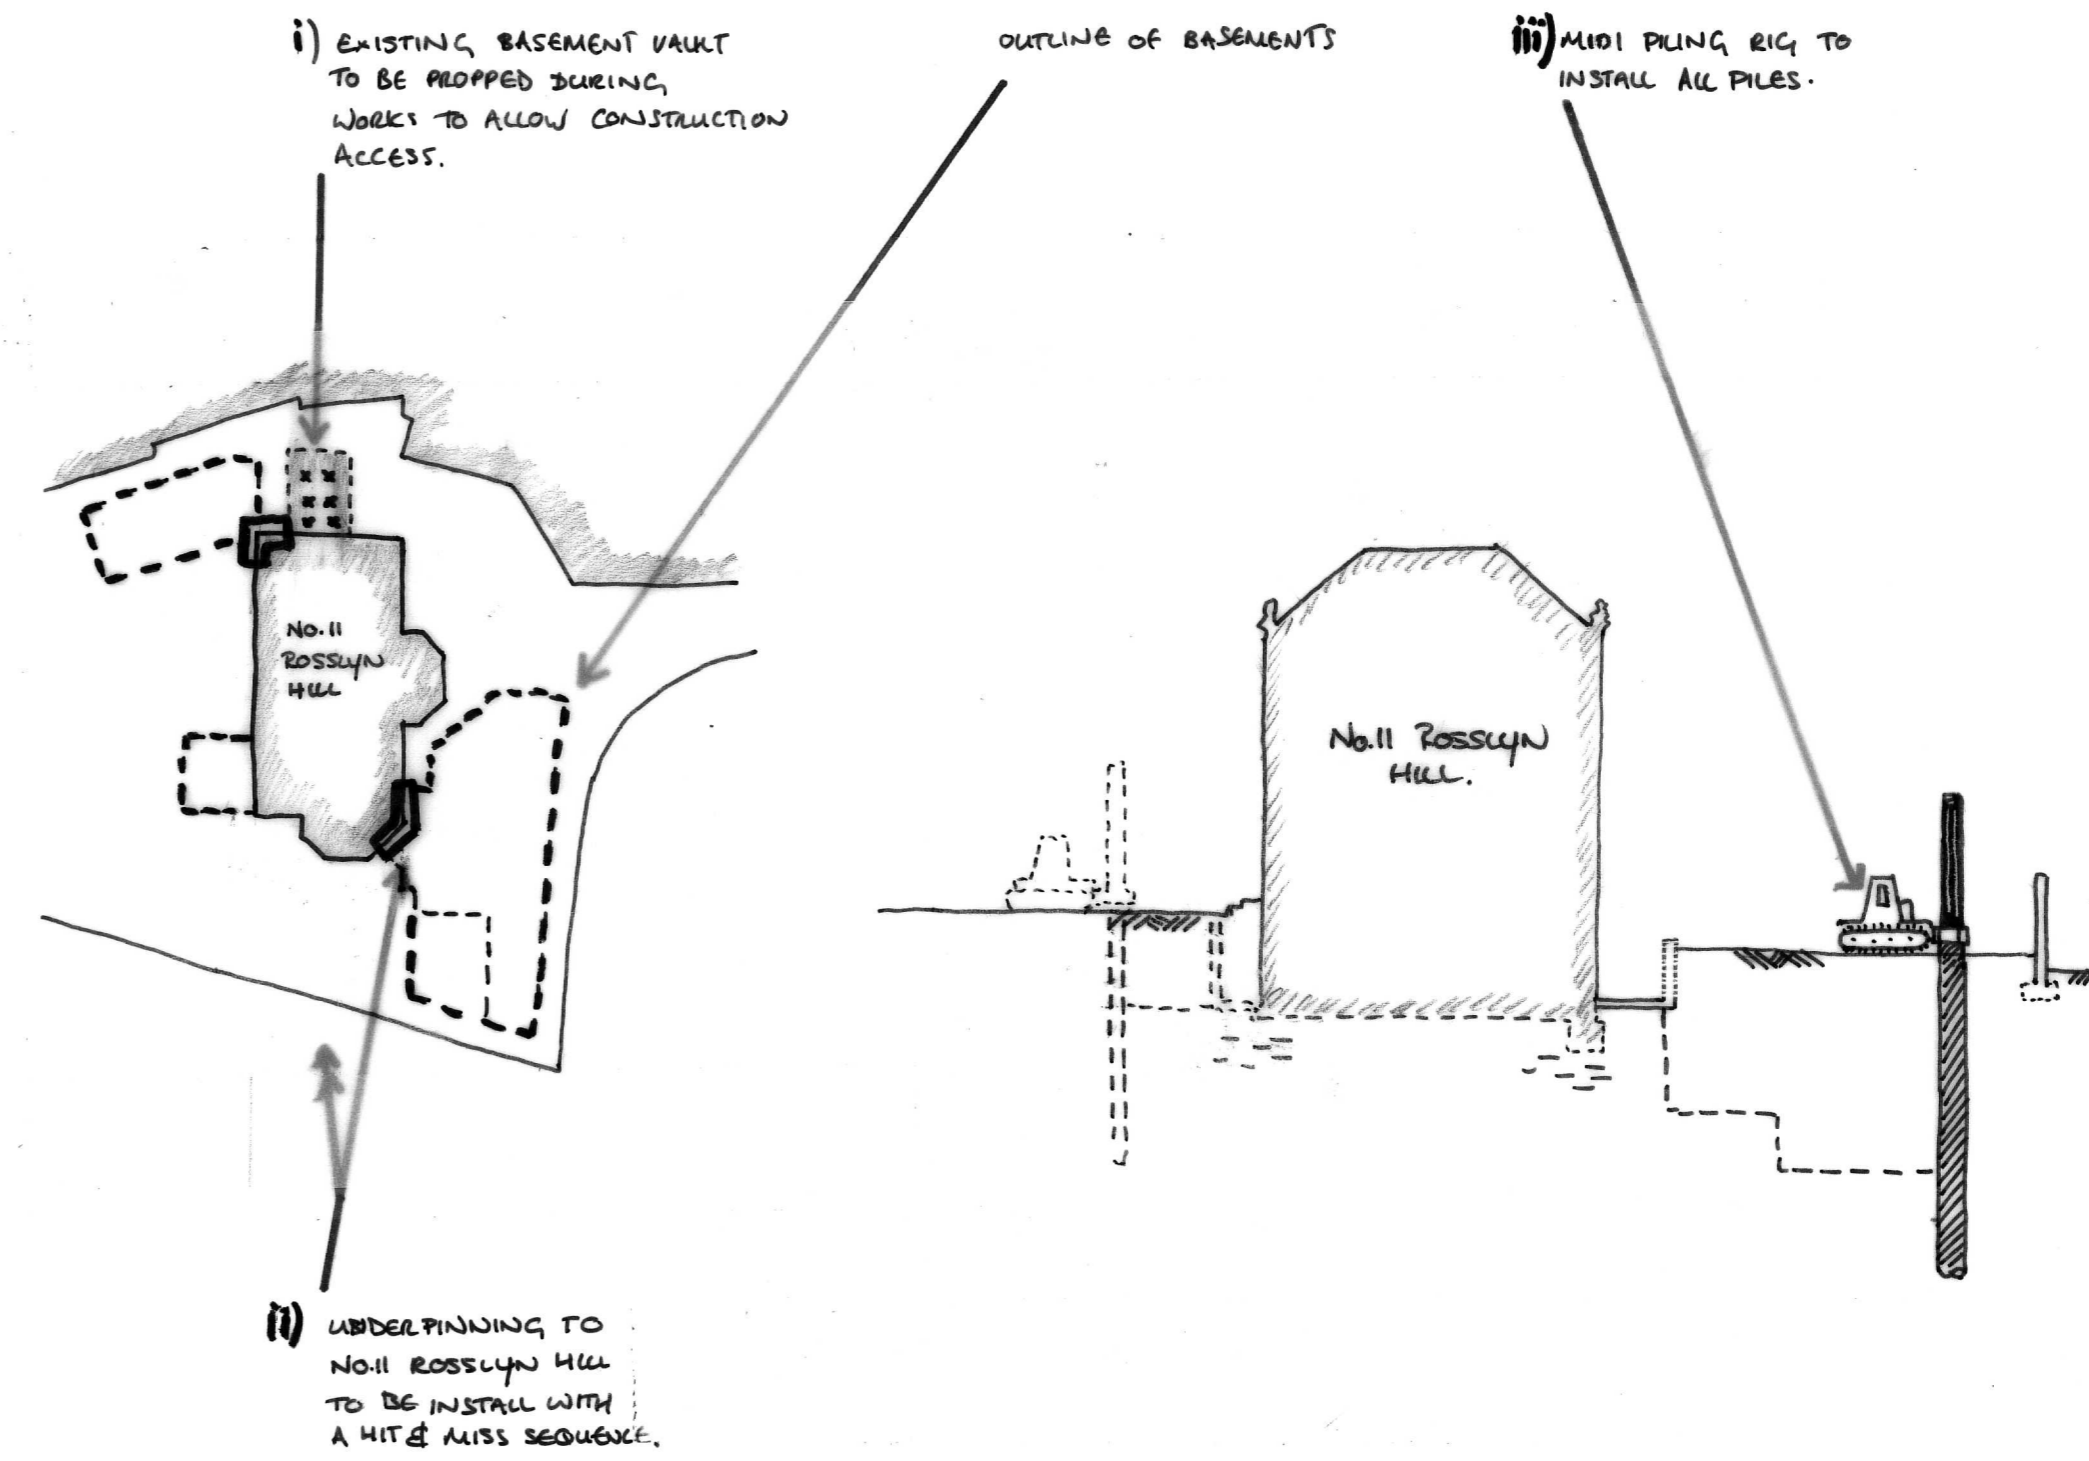 i) EXISTING BASEMENT VAULT
TO BE PROPPED DURING
WORKS TO ALLOW CONSTRUCTION
ACCESS.
OUTLINE OF BASEMENTS
iii) MIDI PILING RIG TO
INSTALL ALL PILES.
No.11
ROSSLYN
HILL
No.11 ROSSLYN
HILL.
ii) UNDERPINNING TO
No.11 ROSSLYN HILL
TO BE INSTALL WITH
A HIT & MISS SEQUENCE.